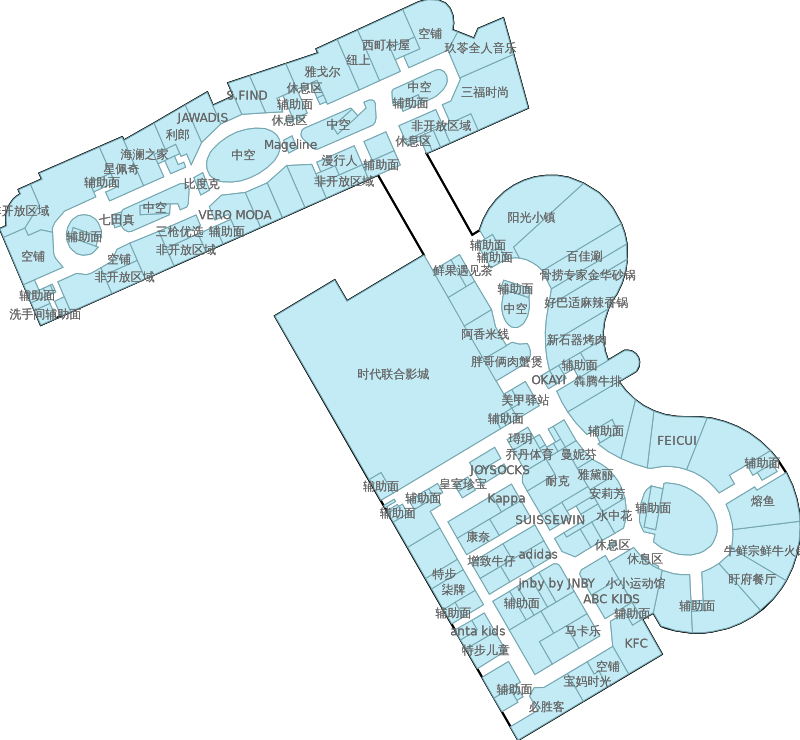 空铺
西町村屋
玖苓全人音乐
纽上
雅戈尔
休息区
中空
三福时尚
S.FIND
辅助面
辅助面
JAWADIS
休息区
中空
非开放区域
利郎
休息区
Mageline
海澜之家
中空
漫行人
辅助面
星佩奇
辅助面
比度克
非开放区域
非开放区域
中空
七田真
VERO MODA
阳光小镇
辅助面
三枪优选
辅助面
辅助面
非开放区域
辅助面
百佳涮
空铺
空铺
鲜果遇见茶
非开放区域
骨捞专家金华砂锅
辅助面
辅助面
好巴适麻辣香锅
中空
洗手间
辅助面
阿香米线
新石器烤肉
胖哥俩肉蟹煲
辅助面
时代联合影城
OKAYI
犇腾牛排
美甲驿站
辅助面
辅助面
璕玥
FEICUI
乔丹体育
曼妮芬
辅助面
JOYSOCKS
雅黛丽
耐克
皇室珍宝
辅助面
安莉芳
辅助面
Kappa
熔鱼
辅助面
辅助面
SUISSEWIN
水中花
康奈
休息区
adidas
牛鲜宗鲜牛火
增致牛仔
休息区
特步
jnby by JNBY
小小运动馆
盱府餐厅
柒牌
ABC KIDS
辅助面
辅助面
辅助面
辅助面
anta kids
马卡乐
KFC
特步儿童
空铺
宝妈时光
辅助面
必胜客